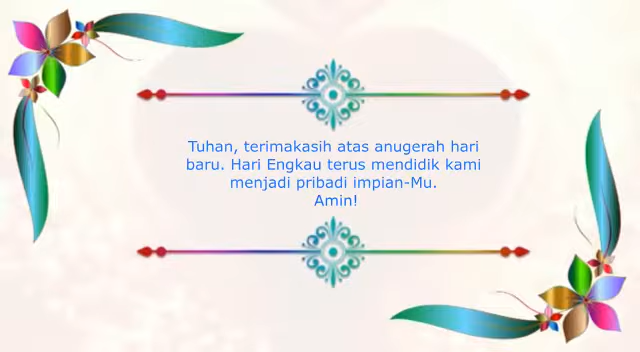 Tuhan, terimakasih atas anugerah hari
baru. Hari Engkau terus mendidik kami
menjadi pribadi impian-Mu.
Amin!